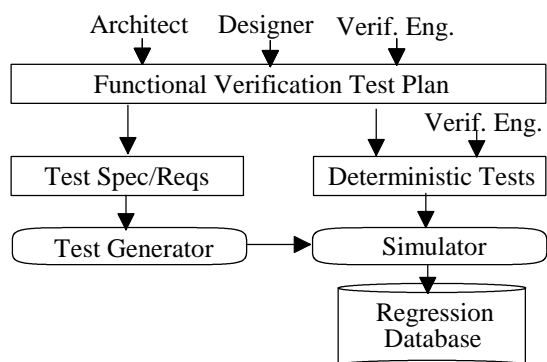 Architect Designer Verif. Eng.
Functional Verification Test Plan
Verif. Eng.
Test Spec/Reqs Deterministic Tests
Test Generator Simulator
Regression
Database